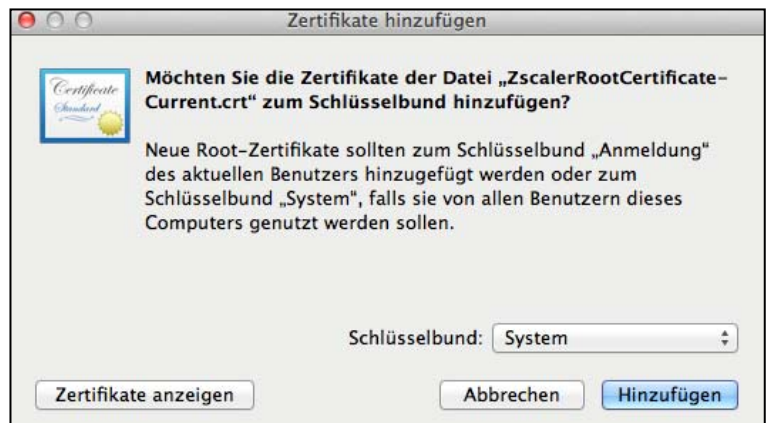 Zertifikate hinzufügen
Certificate
Standard
Möchten Sie die Zertifikate der Datei „ZscalerRootCertificate-
Current.crt“ zum Schlüsselbund hinzufügen?
Neue Root-Zertifikate sollten zum Schlüsselbund „Anmeldung“
des aktuellen Benutzers hinzugefügt werden oder zum
Schlüsselbund „System“, falls sie von allen Benutzern dieses
Computers genutzt werden sollen.
Schlüsselbund: System
Zertifikate anzeigen Abbrechen Hinzufügen